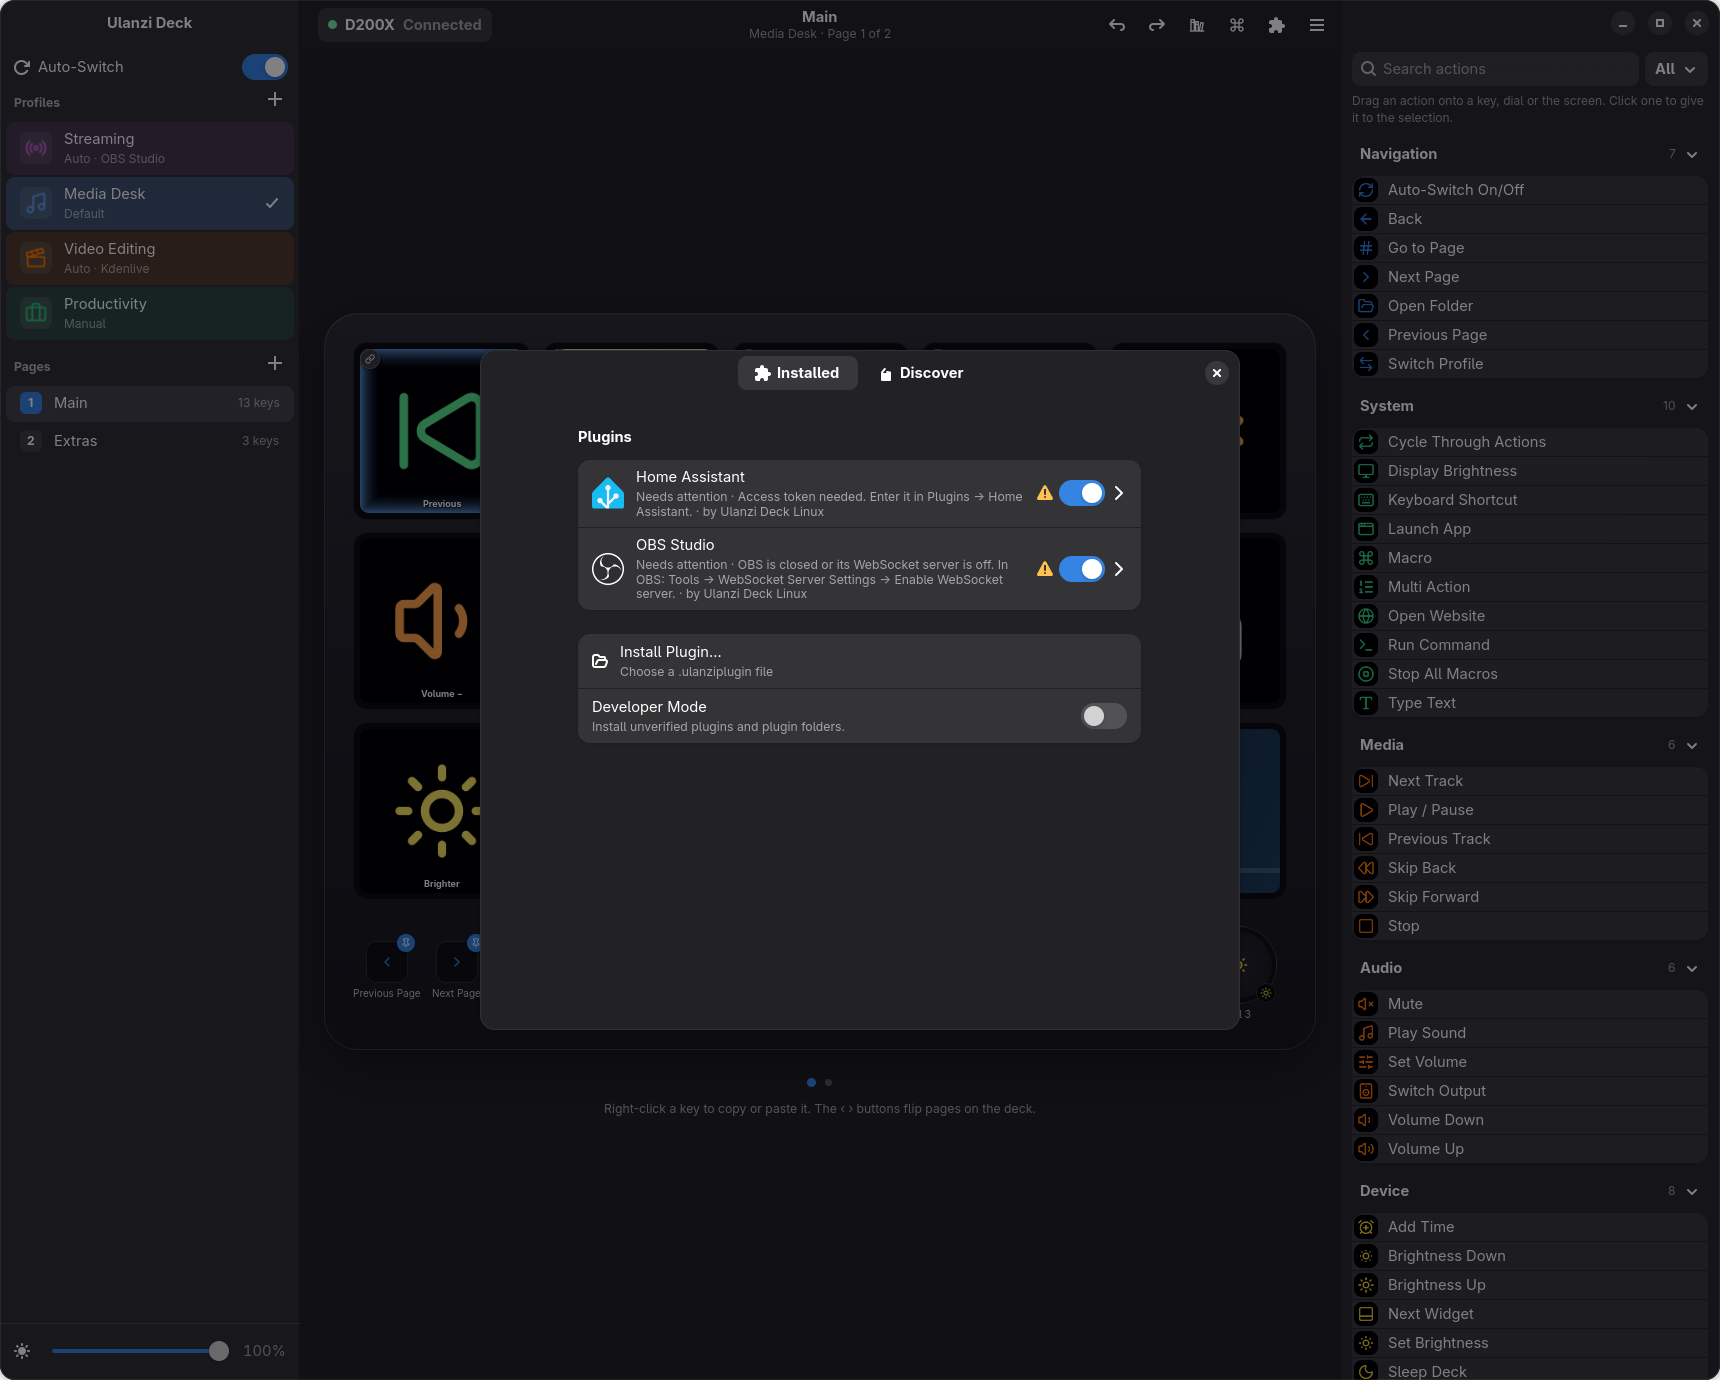 Ulanzi Deck
Auto-Switch
Profiles
Streaming
Auto · OBS Studio
Media Desk
Default
Video Editing
Auto · Kdenlive
Productivity
Manual
Pages
1 Main 13 keys
2 Extras 3 keys
100%
D200X Connected
Main
Media Desk · Page 1 of 2
Previous
Volume –
Brighter
Previous Page
Next Page
l 3
Right-click a key to copy or paste it. The ‹ › buttons flip pages on the deck.
Installed
Discover
Plugins
Home Assistant
Needs attention · Access token needed. Enter it in Plugins → Home
Assistant. · by Ulanzi Deck Linux
OBS Studio
Needs attention · OBS is closed or its WebSocket server is off. In
OBS: Tools → WebSocket Server Settings → Enable WebSocket
server. · by Ulanzi Deck Linux
Install Plugin...
Choose a .ulanziplugin file
Developer Mode
Install unverified plugins and plugin folders.
Search actions
All
Drag an action onto a key, dial or the screen. Click one to give
it to the selection.
Navigation 7
Auto-Switch On/Off
Back
Go to Page
Next Page
Open Folder
Previous Page
Switch Profile
System 10
Cycle Through Actions
Display Brightness
Keyboard Shortcut
Launch App
Macro
Multi Action
Open Website
Run Command
Stop All Macros
Type Text
Media 6
Next Track
Play / Pause
Previous Track
Skip Back
Skip Forward
Stop
Audio 6
Mute
Play Sound
Set Volume
Switch Output
Volume Down
Volume Up
Device 8
Add Time
Brightness Down
Brightness Up
Next Widget
Set Brightness
Sleep Deck